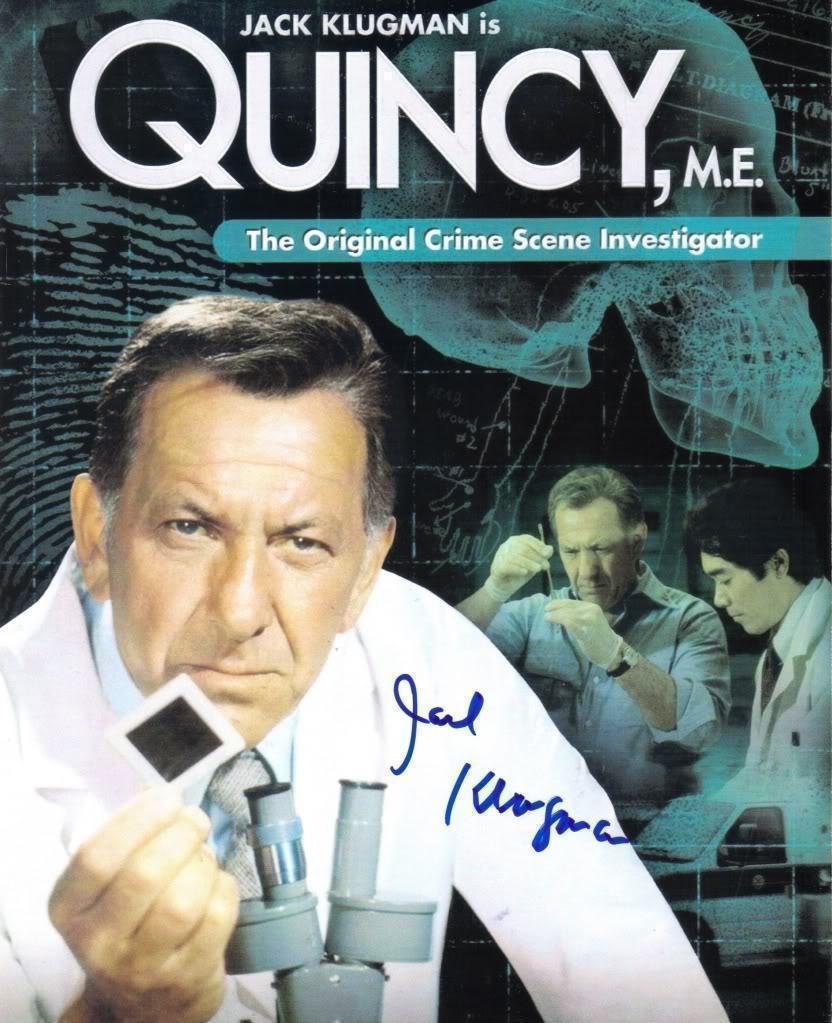 JACK KLUGMAN is
QUINCY, M.E.
The Original Crime Scene Investigator
Jack
Klugman